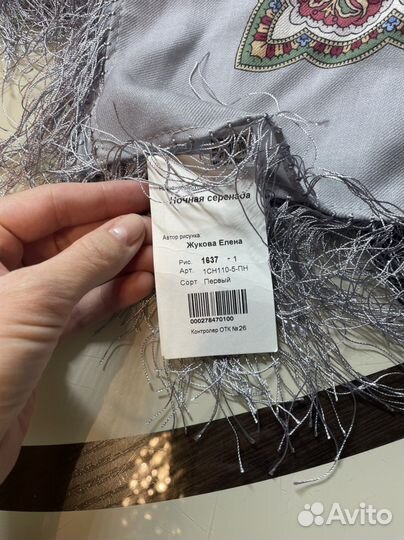 Ночная серенада
Автор рисунка
Жукова Елена
Рис. 1637 - 1
Арт. 1СН110-5-ПН
Сорт Первый
000276470100
Контролер ОТК №26
Avito